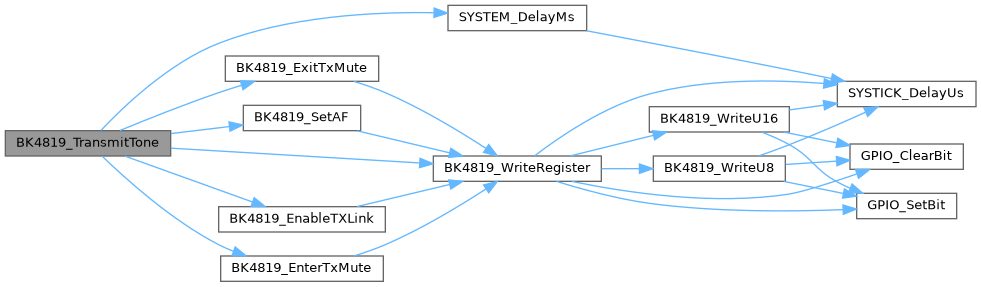 SYSTEM_DelayMs
BK4819_ExitTxMute
SYSTICK_DelayUs
BK4819_SetAF
BK4819_WriteU16
BK4819_TransmitTone
GPIO_ClearBit
BK4819_WriteRegister
BK4819_WriteU8
GPIO_SetBit
BK4819_EnableTXLink
BK4819_EnterTxMute